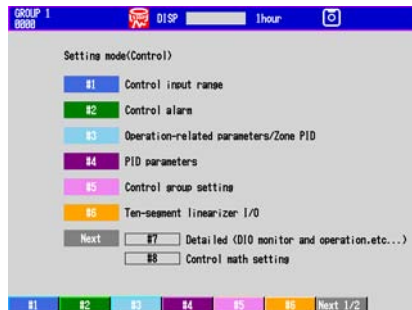 GROUP 1
0000
DISP
1hour
Setting mode(Control)
#1 Control input range
#2 Control alarm
#3 Operation-related parameters/Zone PID
#4 PID parameters
#5 Control group setting
#6 Ten-segment linearizer I/O
Next #7 Detailed (DIO monitor and operation.etc...)
#8 Control math setting
#1 #2 #3 #4 #5 #6 Next 1/2